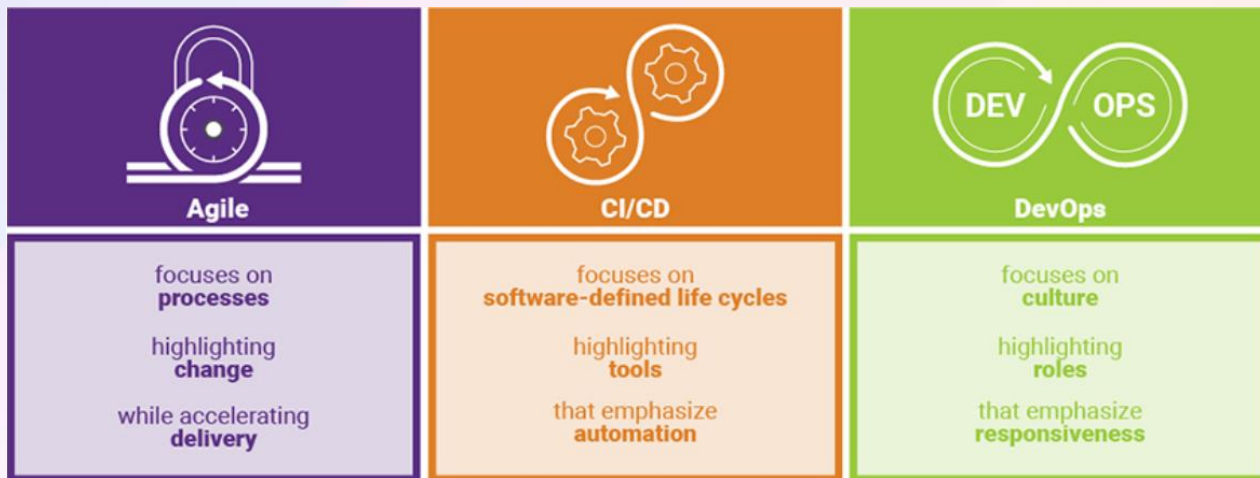 Agile
focuses on
processes
highlighting
change
while accelerating
delivery
CI/CD
focuses on
software-defined life cycles
highlighting
tools
that emphasize
automation
DEV OPS
DevOps
focuses on
culture
highlighting
roles
that emphasize
responsiveness